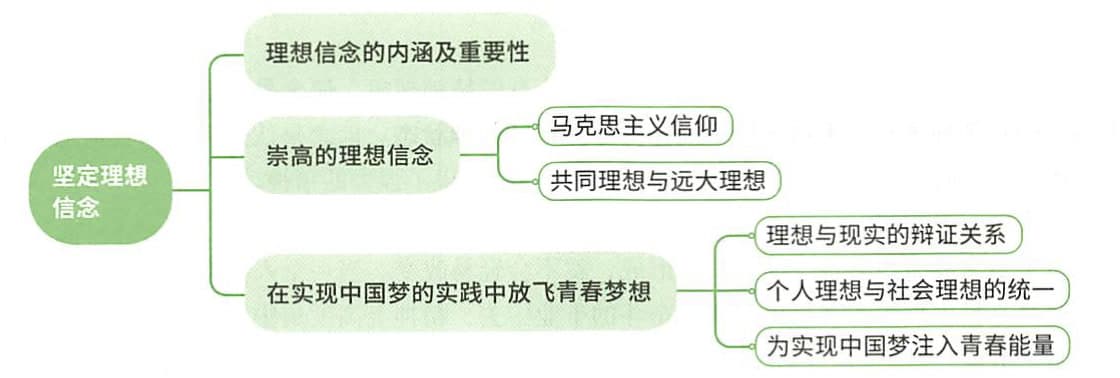 坚定理想
信念
理想信念的内涵及重要性
崇高的理想信念
马克思主义信仰
共同理想与远大理想
在实现中国梦的实践中放飞青春梦想
理想与现实的辩证关系
个人理想与社会理想的统一
为实现中国梦注入青春能量